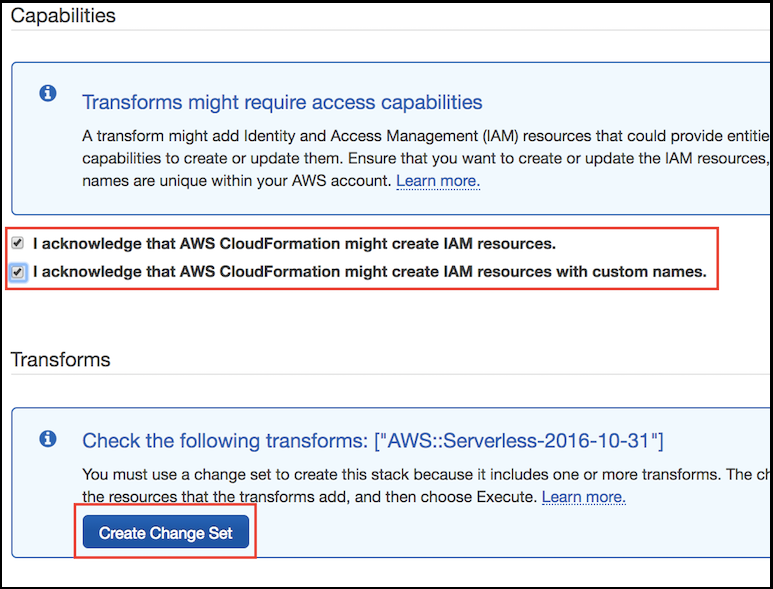 Capabilities
Transforms might require access capabilities
A transform might add Identity and Access Management (IAM) resources that could provide entitie
capabilities to create or update them. Ensure that you want to create or update the IAM resources,
names are unique within your AWS account. Learn more.
I acknowledge that AWS CloudFormation might create IAM resources.
I acknowledge that AWS CloudFormation might create IAM resources with custom names.
Transforms
Check the following transforms: ["AWS::Serverless-2016-10-31"]
You must use a change set to create this stack because it includes one or more transforms. The ch
the resources that the transforms add, and then choose Execute. Learn more.
Create Change Set